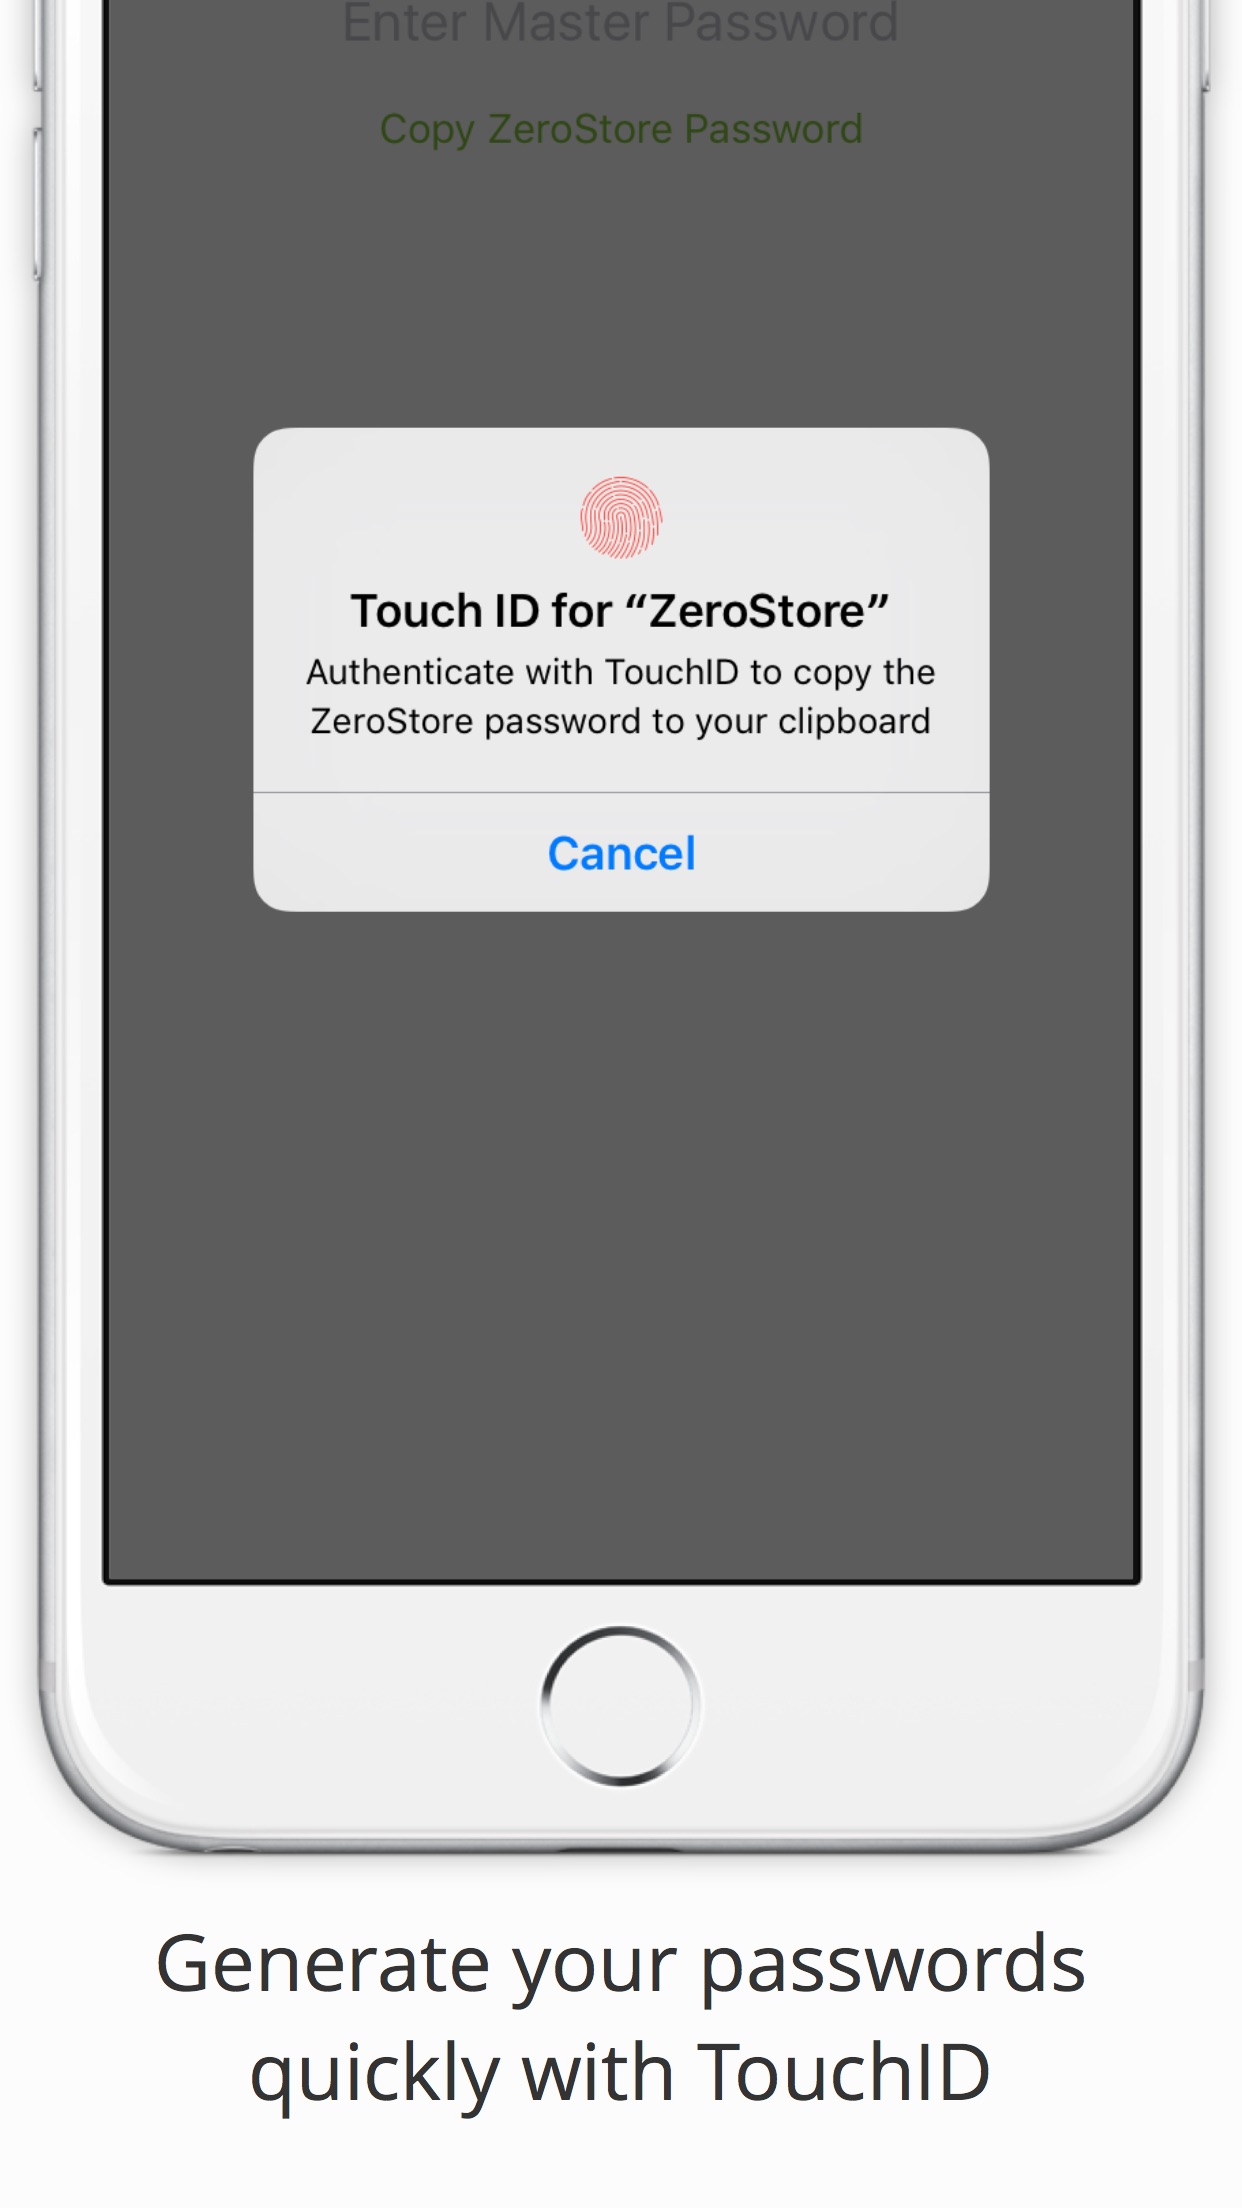 Enter Master Password
Copy ZeroStore Password
Touch ID for “ZeroStore”
Authenticate with TouchID to copy the
ZeroStore password to your clipboard
Cancel
Generate your passwords
quickly with TouchID